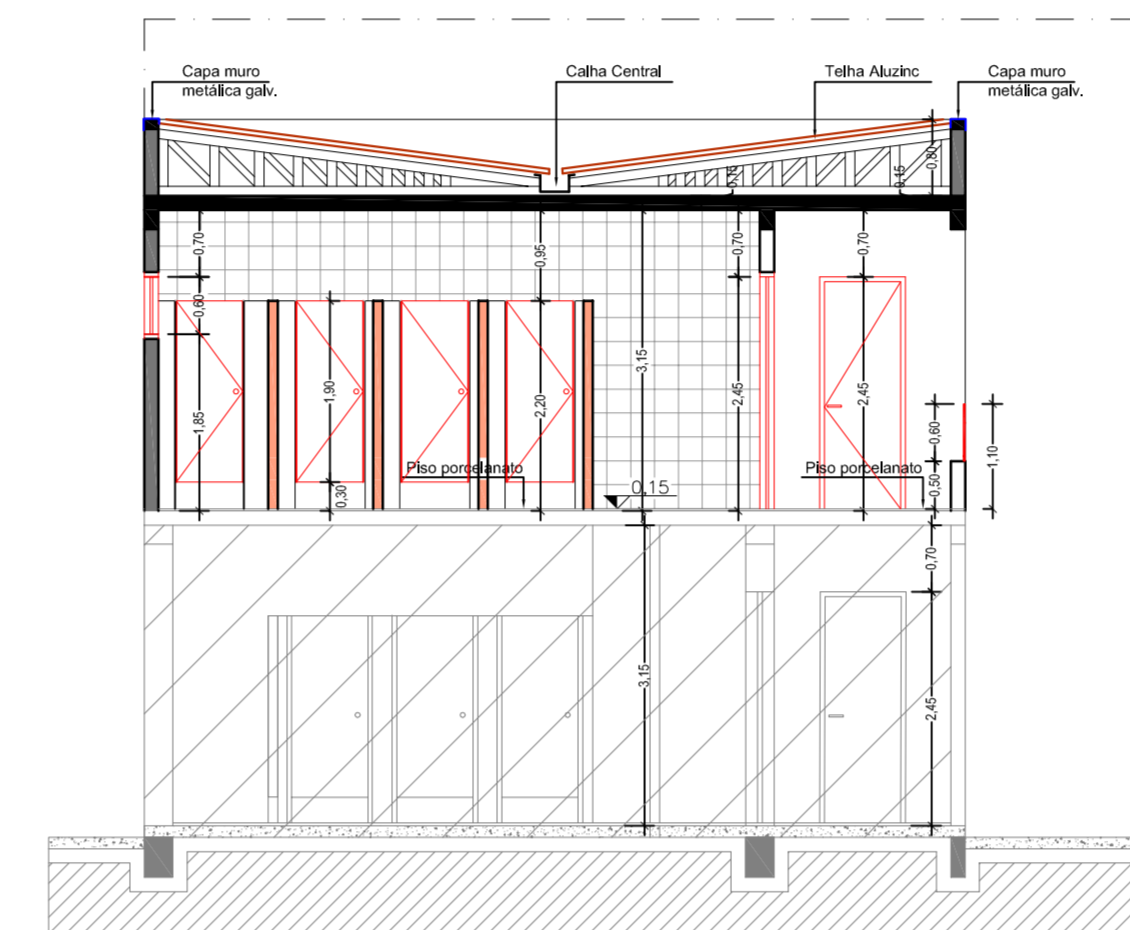 Capa muro
metálica galv.
Calha Central
Telha Aluzinc
Capa muro
metálica galv.
0,80
0,15
0,15
0,70
0,95
0,70
0,70
0,60
3,15
1,85
1,90
2,20
2,45
2,45
0,60
1,10
0,50
Piso porcelanato
Piso porcelanato
0,30
0,15
0,70
3,15
2,45